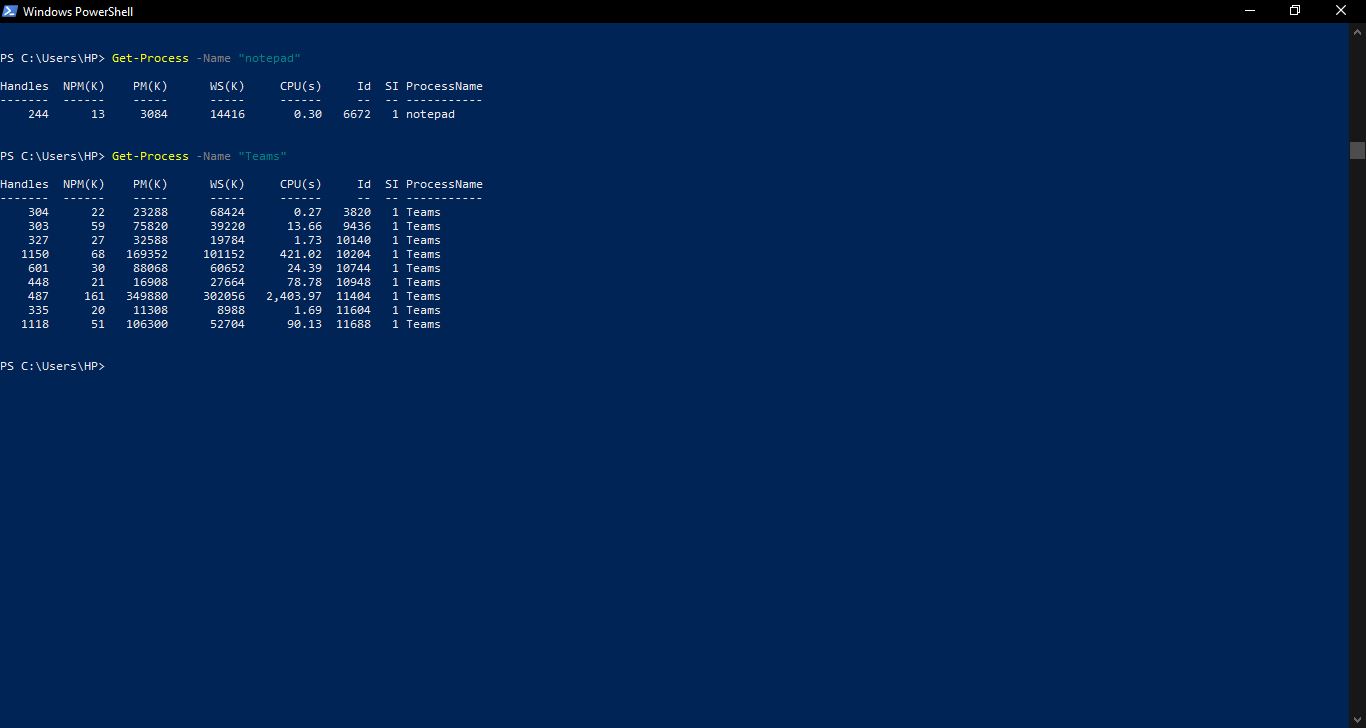 Windows PowerShell
PS C:\Users\HP> Get-Process -Name "notepad"
Handles  NPM(K)    PM(K)      WS(K)     CPU(s)     Id  SI ProcessName
-------  ------    -----      -----     ------     --  -- -----------
    244      13     3084      14416       0.30   6672   1 notepad
PS C:\Users\HP> Get-Process -Name "Teams"
Handles  NPM(K)    PM(K)      WS(K)     CPU(s)     Id  SI ProcessName
-------  ------    -----      -----     ------     --  -- -----------
    304      22    23288      68424       0.27   3820   1 Teams
    303      59    75820      39220      13.66   9436   1 Teams
    327      27    32588      19784       1.73  10140   1 Teams
   1150      68   169352     101152     421.02  10204   1 Teams
    601      30    88068      60652      24.39  10744   1 Teams
    448      21    16908      27664      78.78  10948   1 Teams
    487     161   349880     302056   2,403.97  11404   1 Teams
    335      20    11308       8988       1.69  11604   1 Teams
   1118      51   106300      52704      90.13  11688   1 Teams
PS C:\Users\HP>